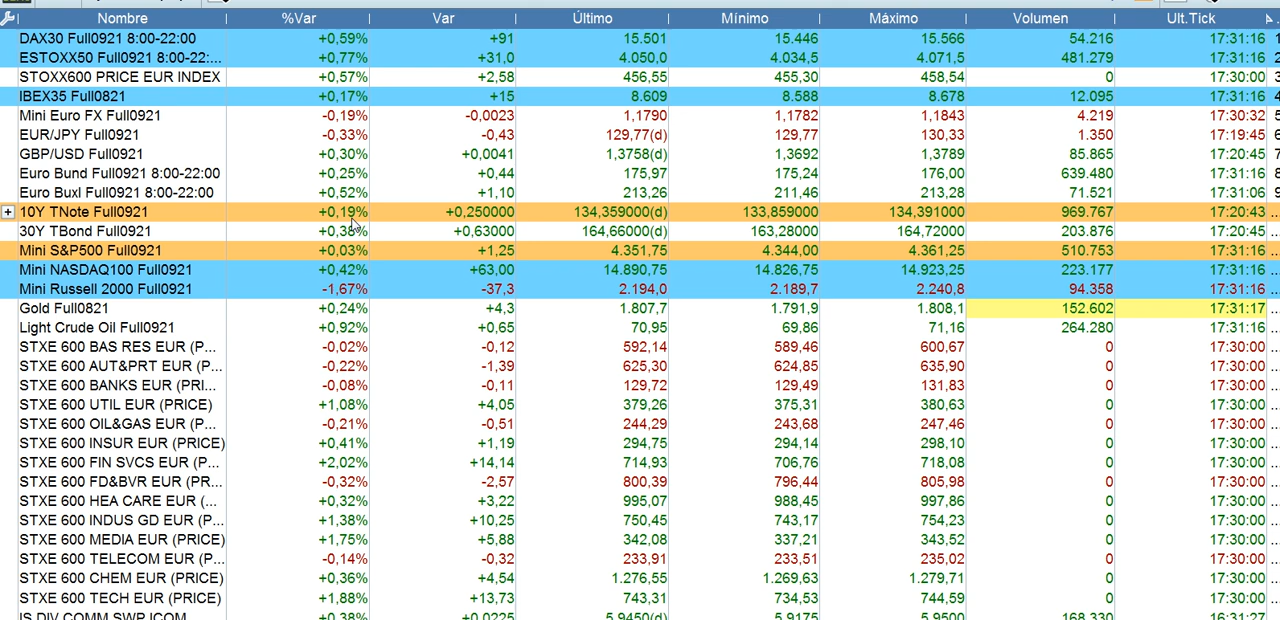 Nombre %Var Var Último Mínimo Máximo Volumen Ult.Tick
DAX30 Full0921 8:00-22:00 +0,59% +91 15.501 15.446 15.566 54.216 17:31:16
ESTOXX50 Full0921 8:00-22:... +0,77% +31,0 4.050,0 4.034,5 4.071,5 481.279 17:31:16
STOXX600 PRICE EUR INDEX +0,57% +2,58 456,55 455,30 458,54 0 17:30:00
IBEX35 Full0821 +0,17% +15 8.609 8.588 8.678 12.095 17:31:16
Mini Euro FX Full0921 -0,19% -0,0023 1,1790 1,1782 1,1843 4.219 17:30:32
EUR/JPY Full0921 -0,33% -0,43 129,77(d) 129,77 130,33 1.350 17:19:45
GBP/USD Full0921 +0,30% +0,0041 1,3758(d) 1,3692 1,3789 85.865 17:20:45
Euro Bund Full0921 8:00-22:00 +0,25% +0,44 175,97 175,24 176,00 639.480 17:31:16
Euro Buxl Full0921 8:00-22:00 +0,52% +1,10 213,26 211,46 213,28 71.521 17:31:06
10Y TNote Full0921 +0,19% +0,250000 134,359000(d) 133,859000 134,391000 969.767 17:20:43 ...
30Y TBond Full0921 +0,38% +0,63000 164,66000(d) 163,28000 164,72000 203.876 17:20:45 ...
Mini S&P500 Full0921 +0,03% +1,25 4.351,75 4.344,00 4.361,25 510.753 17:31:16 ...
Mini NASDAQ100 Full0921 +0,42% +63,00 14.890,75 14.826,75 14.923,25 223.177 17:31:16 ...
Mini Russell 2000 Full0921 -1,67% -37,3 2.194,0 2.189,7 2.240,8 94.358 17:31:16 ...
Gold Full0821 +0,24% +4,3 1.807,7 1.791,9 1.808,1 152.602 17:31:17 ...
Light Crude Oil Full0921 +0,92% +0,65 70,95 69,86 71,16 264.280 17:31:16 ...
STXE 600 BAS RES EUR (P... -0,02% -0,12 592,14 589,46 600,67 0 17:30:00 ...
STXE 600 AUT&PRT EUR (P... -0,22% -1,39 625,30 624,85 635,90 0 17:30:00 ...
STXE 600 BANKS EUR (PRI... -0,08% -0,11 129,72 129,49 131,83 0 17:30:00 ...
STXE 600 UTIL EUR (PRICE) +1,08% +4,05 379,26 375,31 380,63 0 17:30:00 ...
STXE 600 OIL&GAS EUR (P... -0,21% -0,51 244,29 243,68 247,46 0 17:30:00 ...
STXE 600 INSUR EUR (PRICE) +0,41% +1,19 294,75 294,14 298,10 0 17:30:00 ...
STXE 600 FIN SVCS EUR (P... +2,02% +14,14 714,93 706,76 718,08 0 17:30:00 ...
STXE 600 FD&BVR EUR (PR... -0,32% -2,57 800,39 796,44 805,98 0 17:30:00 ...
STXE 600 HEA CARE EUR (... +0,32% +3,22 995,07 988,45 997,86 0 17:30:00 ...
STXE 600 INDUS GD EUR (P... +1,38% +10,25 750,45 743,17 754,23 0 17:30:00 ...
STXE 600 MEDIA EUR (PRICE) +1,75% +5,88 342,08 337,21 343,52 0 17:30:00 ...
STXE 600 TELECOM EUR (P... -0,14% -0,32 233,91 233,51 235,02 0 17:30:00 ...
STXE 600 CHEM EUR (PRICE) +0,36% +4,54 1.276,55 1.269,63 1.279,71 0 17:30:00 ...
STXE 600 TECH EUR (PRICE) +1,88% +13,73 743,31 734,53 744,59 0 17:30:00 ...
IS DIV COMM SWP ICOM +0,38% +0,0225 5,9450(d) 5,9175 5,9500 168.330 16:31:27